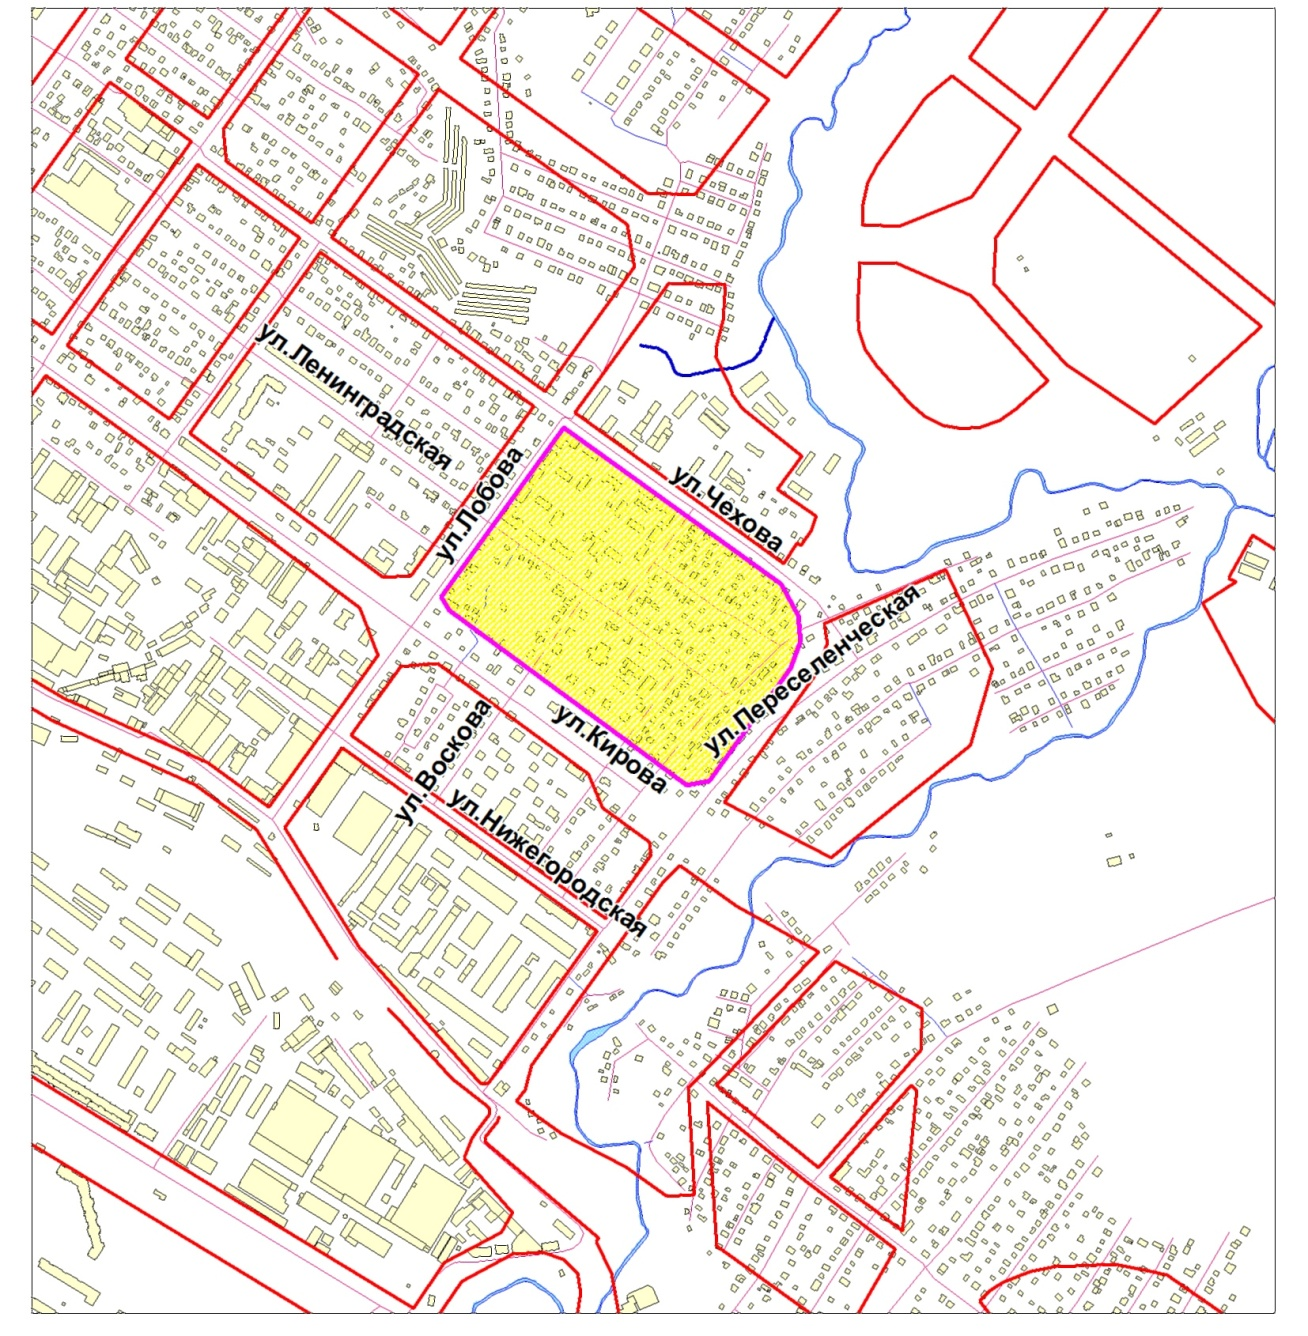 ул.Ленинградская
ул.Лобова
ул.Чехова
ул.Переселенческая
ул.Кирова
ул.Воскова
ул.Нижегородская